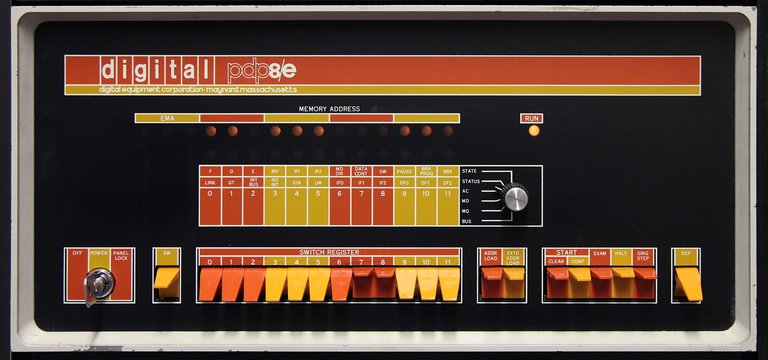 digital pdp8/e
digital equipment corporation · maynard, massachusetts
MEMORY ADDRESS
EMA
RUN
F D E IR0 IR1 IR2 MD DIR DATA CONT SW PAUSE BRK PROG BRK
LINK GT INT BUS NO INT ION UM IF0 IF1 IF2 DF0 DF1 DF2
0 1 2 3 4 5 6 7 8 9 10 11
STATE
STATUS
AC
MD
MQ
BUS
OFF POWER PANEL LOCK
SW
SWITCH REGISTER
0 1 2 3 4 5 6 7 8 9 10 11
ADDR LOAD
EXTD ADDR LOAD
START
CLEAR CONT EXAM HALT SING STEP
DEP